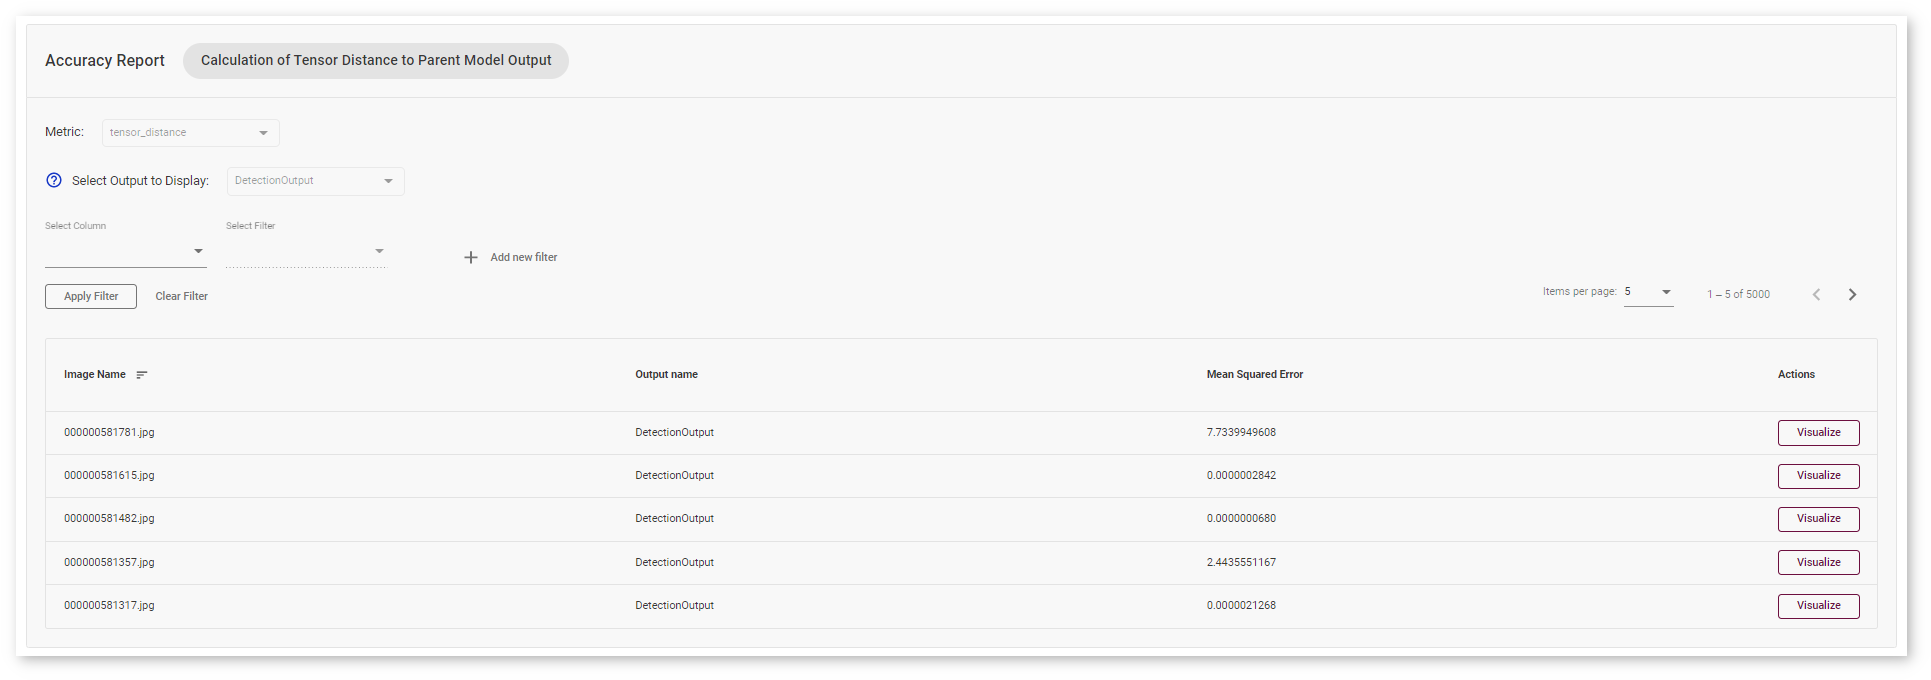 Accuracy Report Calculation of Tensor Distance to Parent Model Output
Metric: tensor_distance
? Select Output to Display: DetectionOutput
Select Column Select Filter
Add new filter
Apply Filter Clear Filter
Items per page: 5 1 – 5 of 5000
Image Name Output name Mean Squared Error Actions
000000581781.jpg DetectionOutput 7.7339949608 Visualize
000000581615.jpg DetectionOutput 0.0000002842 Visualize
000000581482.jpg DetectionOutput 0.0000000680 Visualize
000000581357.jpg DetectionOutput 2.4435551167 Visualize
000000581317.jpg DetectionOutput 0.0000021268 Visualize